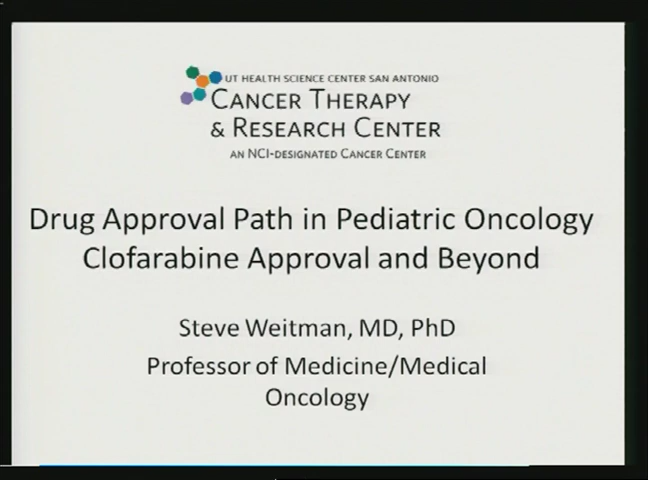 UT HEALTH SCIENCE CENTER SAN ANTONIO
CANCER THERAPY
& RESEARCH CENTER
AN NCI-DESIGNATED CANCER CENTER
Drug Approval Path in Pediatric Oncology
Clofarabine Approval and Beyond
Steve Weitman, MD, PhD
Professor of Medicine/Medical
Oncology